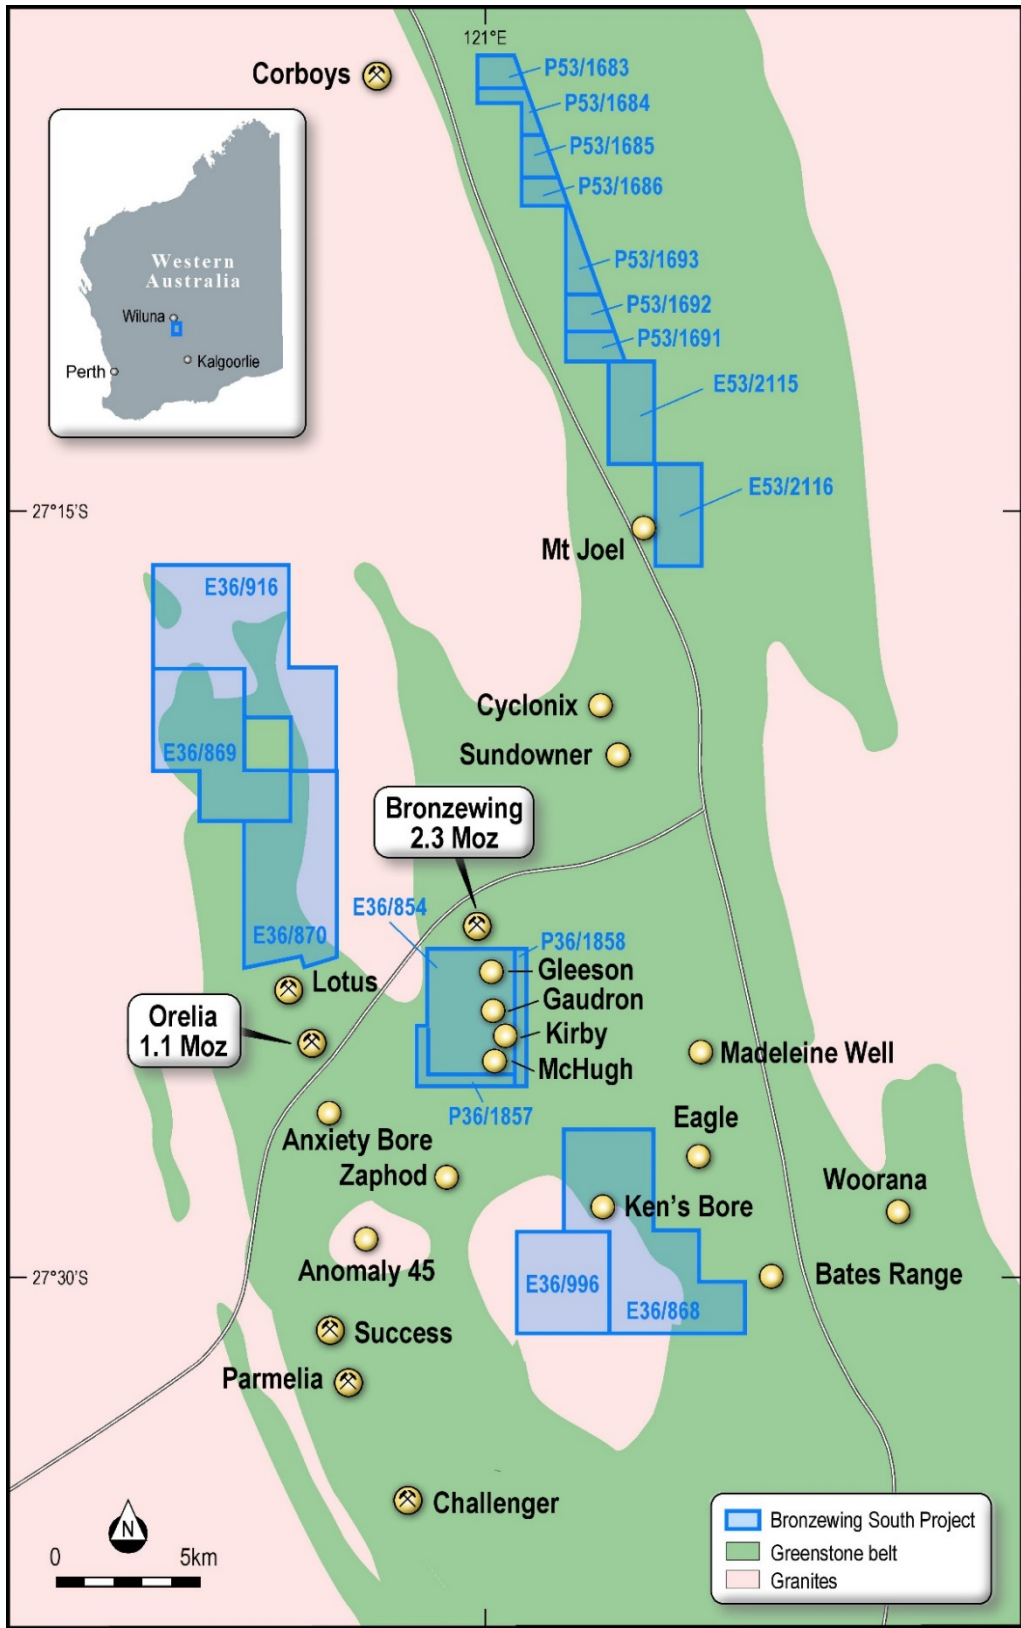 121°E
Corboys
P53/1683
P53/1684
P53/1685
P53/1686
Western
Australia
Wiluna
Kalgoorlie
Perth
P53/1693
P53/1692
P53/1691
E53/2115
E53/2116
27°15'S
Mt Joel
E36/916
Cyclonix
E36/869
Sundowner
Bronzewing
2.3 Moz
E36/854
E36/870
P36/1858
Lotus
Gleeson
Gaudron
Orelia
1.1 Moz
Kirby
McHugh
Madeleine Well
P36/1857
Anxiety Bore
Eagle
Zaphod
Woorana
Ken's Bore
Anomaly 45
27°30'S
Bates Range
E36/996
E36/868
Success
Parmelia
Challenger
N
0 5km
Bronzewing South Project
Greenstone belt
Granites